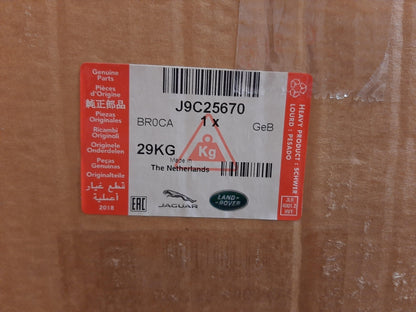 Genuine Parts
Pièces d'Origine
純正部品
Piezas Originales
Ricambi Originali
Originele Onderdelen
Peças Genuínas
Originalteile
قطع غيار أصلية
2018
J9C25670
BR0CA 1 x GeB
Kg
29KG
Made in
The Netherlands
EAC
JAGUAR
LAND-
ROVER
HEAVY PRODUCT : SCHWER
LOURD : PESADO